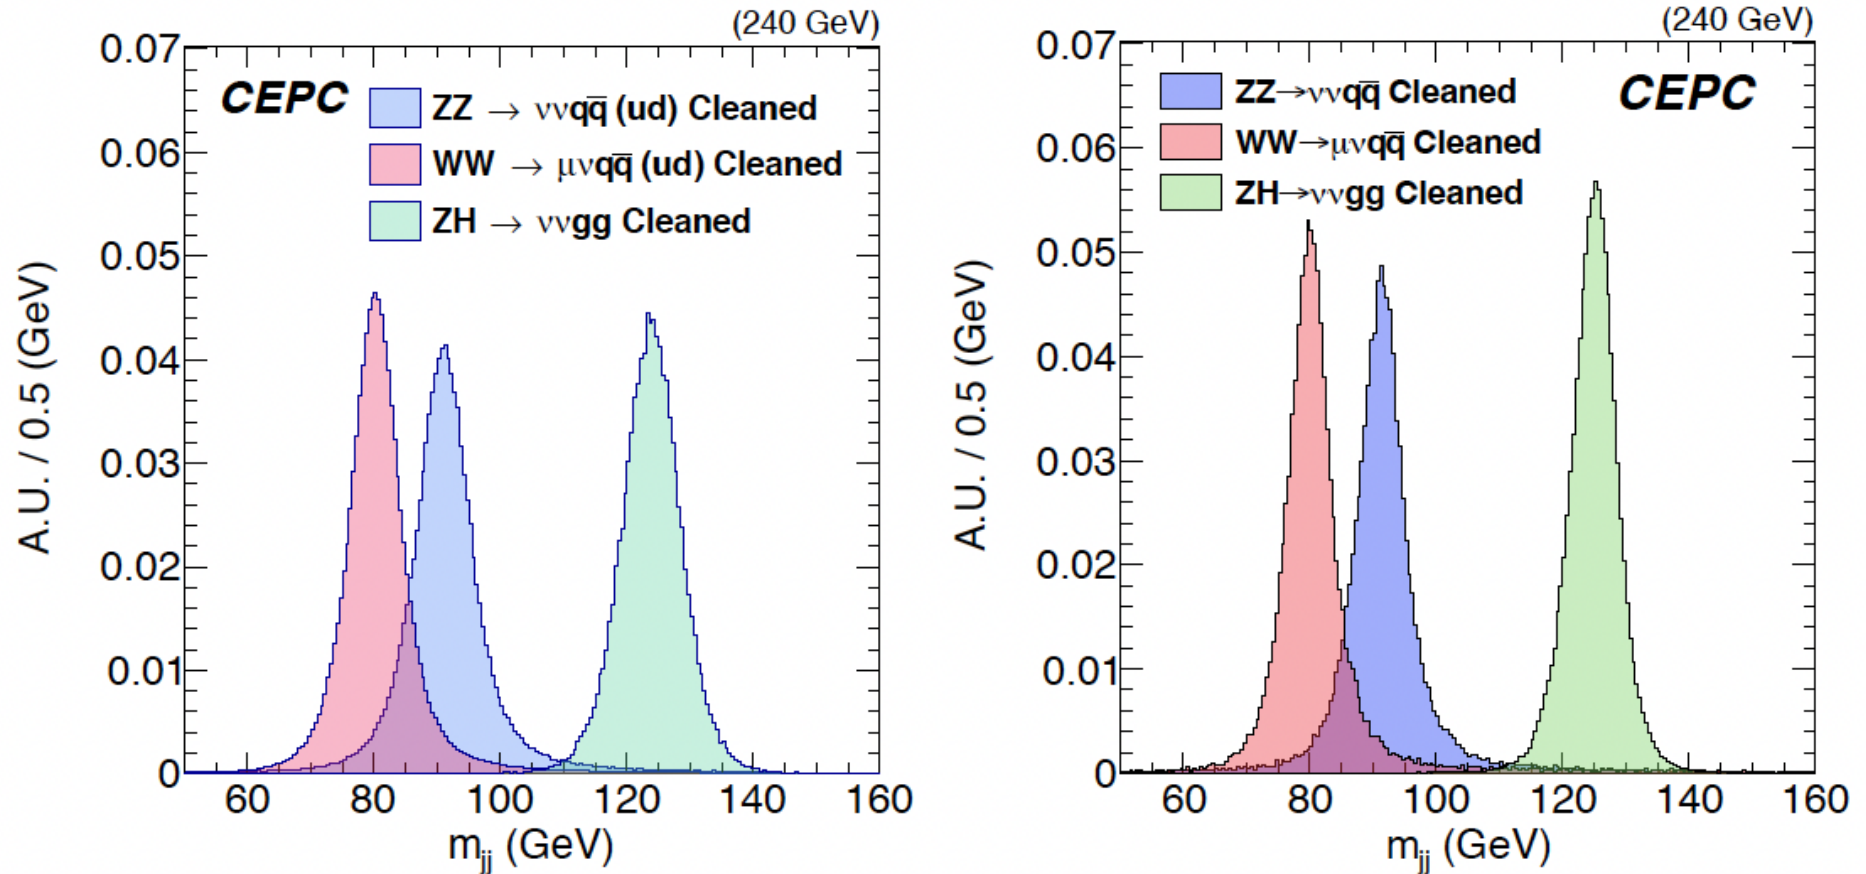 (240 GeV)
CEPC
ZZ → ννqq̅ (ud) Cleaned
WW → μνqq̅ (ud) Cleaned
ZH → ννgg Cleaned
A.U. / 0.5 (GeV)
0.07
0.06
0.05
0.04
0.03
0.02
0.01
0
60 80 100 120 140 160
mjj (GeV)
(240 GeV)
ZZ→ννqq̅ Cleaned
WW→μνqq̅ Cleaned
ZH→ννgg Cleaned
CEPC
A.U. / 0.5 (GeV)
0.07
0.06
0.05
0.04
0.03
0.02
0.01
0
60 80 100 120 140 160
mjj (GeV)